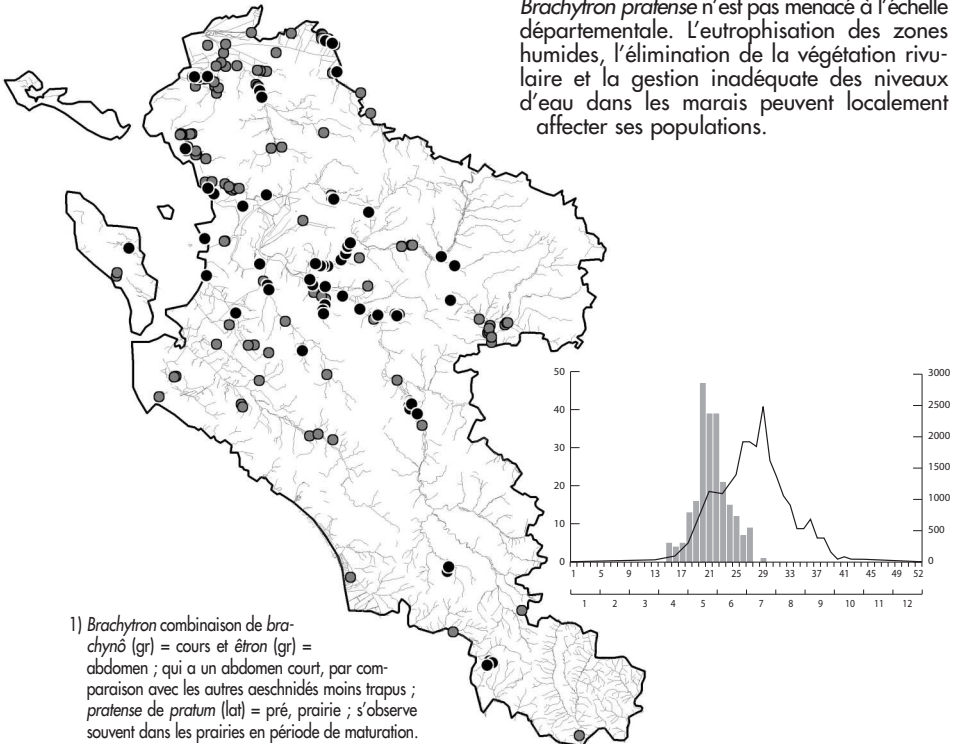 Brachytron pratense n'est pas menacé à l'échelle
départementale. L'eutrophisation des zones
humides, l'élimination de la végétation rivu-
laire et la gestion inadéquate des niveaux
d'eau dans les marais peuvent localement
affecter ses populations.
50
40
30
20
10
0
3000
2500
2000
1500
1000
500
0
1 5 9 13 17 21 25 29 33 37 41 45 49 52
1 2 3 4 5 6 7 8 9 10 11 12
1) Brachytron combinaison de bra-
chynô (gr) = cours et êtron (gr) =
abdomen ; qui a un abdomen court, par com-
paraison avec les autres aeschnidés moins trapus ;
pratense de pratum (lat) = pré, prairie ; s'observe
souvent dans les prairies en période de maturation.